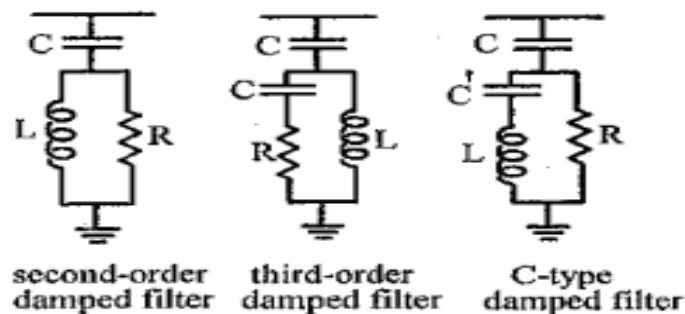 C
L
R
second-order
damped filter
C
C
R
L
third-order
damped filter
C
C'
L
R
C-type
damped filter